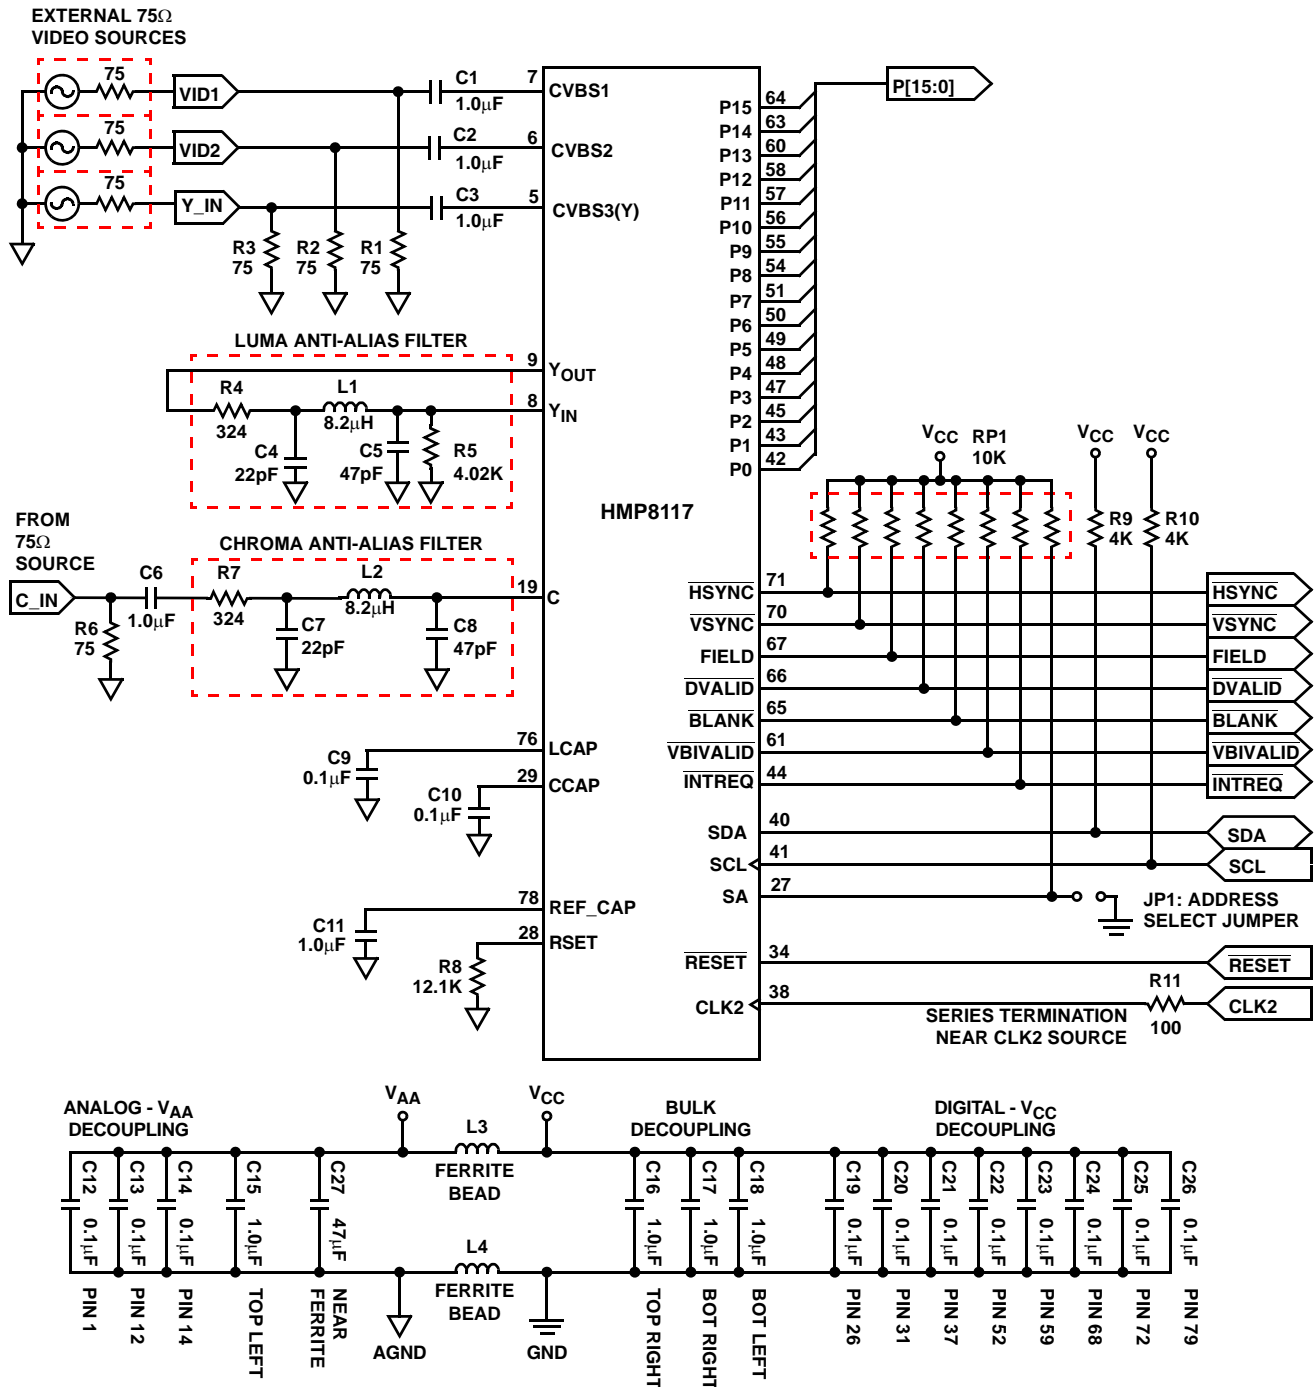 EXTERNAL 75Ω
VIDEO SOURCES
75
VID1
C1
1.0µF
7
CVBS1
75
VID2
C2
1.0µF
6
CVBS2
75
Y_IN
C3
1.0µF
5
CVBS3(Y)
R3
75
R2
75
R1
75
P[15:0]
P15 64
P14 63
P13 60
P12 58
P11 57
P10 56
P9 55
P8 54
P7 51
P6 50
P5 49
P4 48
P3 47
P2 45
P1 43
P0 42
LUMA ANTI-ALIAS FILTER
9
YOUT
R4
324
L1
8.2µH
8
YIN
C4
22pF
C5
47pF
R5
4.02K
HMP8117
VCC
RP1
10K
VCC
VCC
R9
4K
R10
4K
FROM
75Ω
SOURCE
C_IN
CHROMA ANTI-ALIAS FILTER
C6
1.0µF
R7
324
L2
8.2µH
19
C
R6
75
C7
22pF
C8
47pF
HSYNC 71 HSYNC
VSYNC 70 VSYNC
FIELD 67 FIELD
DVALID 66 DVALID
BLANK 65 BLANK
VBIVALID 61 VBIVALID
INTREQ 44 INTREQ
SDA 40 SDA
SCL 41 SCL
SA 27
JP1: ADDRESS
SELECT JUMPER
76
LCAP
C9
0.1µF
29
CCAP
C10
0.1µF
78
REF_CAP
C11
1.0µF
28
RSET
R8
12.1K
RESET 34 RESET
CLK2 38
R11
100
CLK2
SERIES TERMINATION
NEAR CLK2 SOURCE
ANALOG - VAA
DECOUPLING
VAA
L3
FERRITE
BEAD
VCC
BULK
DECOUPLING
DIGITAL - VCC
DECOUPLING
C12 0.1µF PIN 1
C13 0.1µF PIN 12
C14 0.1µF PIN 14
C15 1.0µF TOP LEFT
C27 47µF NEAR
FERRITE
L4
FERRITE
BEAD
AGND
GND
C16 1.0µF TOP RIGHT
C17 1.0µF BOT RIGHT
C18 1.0µF BOT LEFT
C19 0.1µF PIN 26
C20 0.1µF PIN 31
C21 0.1µF PIN 37
C22 0.1µF PIN 52
C23 0.1µF PIN 59
C24 0.1µF PIN 68
C25 0.1µF PIN 72
C26 0.1µF PIN 79